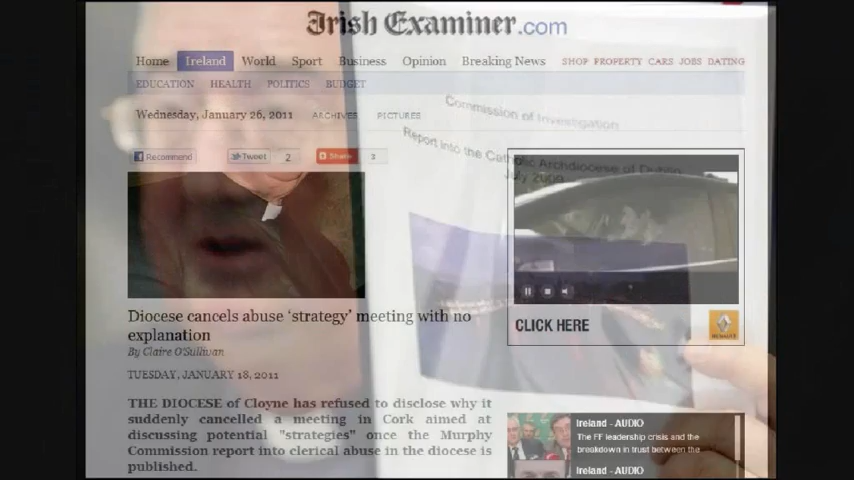 Irish Examiner.com
Home Ireland World Sport Business Opinion Breaking News SHOP PROPERTY CARS JOBS DATING
EDUCATION HEALTH POLITICS BUDGET
Wednesday, January 26, 2011 ARCHIVES PICTURES
Commission of Investigation
Report into the Catholic Archdiocese of Dublin
July 2009
Recommend Tweet 2 Share 3
Diocese cancels abuse ‘strategy’ meeting with no
explanation
By Claire O'Sullivan
TUESDAY, JANUARY 18, 2011
THE DIOCESE of Cloyne has refused to disclose why it
suddenly cancelled a meeting in Cork aimed at
discussing potential "strategies" once the Murphy
Commission report into clerical abuse in the diocese is
published.
CLICK HERE
RENAULT
Ireland - AUDIO
The FF leadership crisis and the
breakdown in trust between the
Ireland - AUDIO